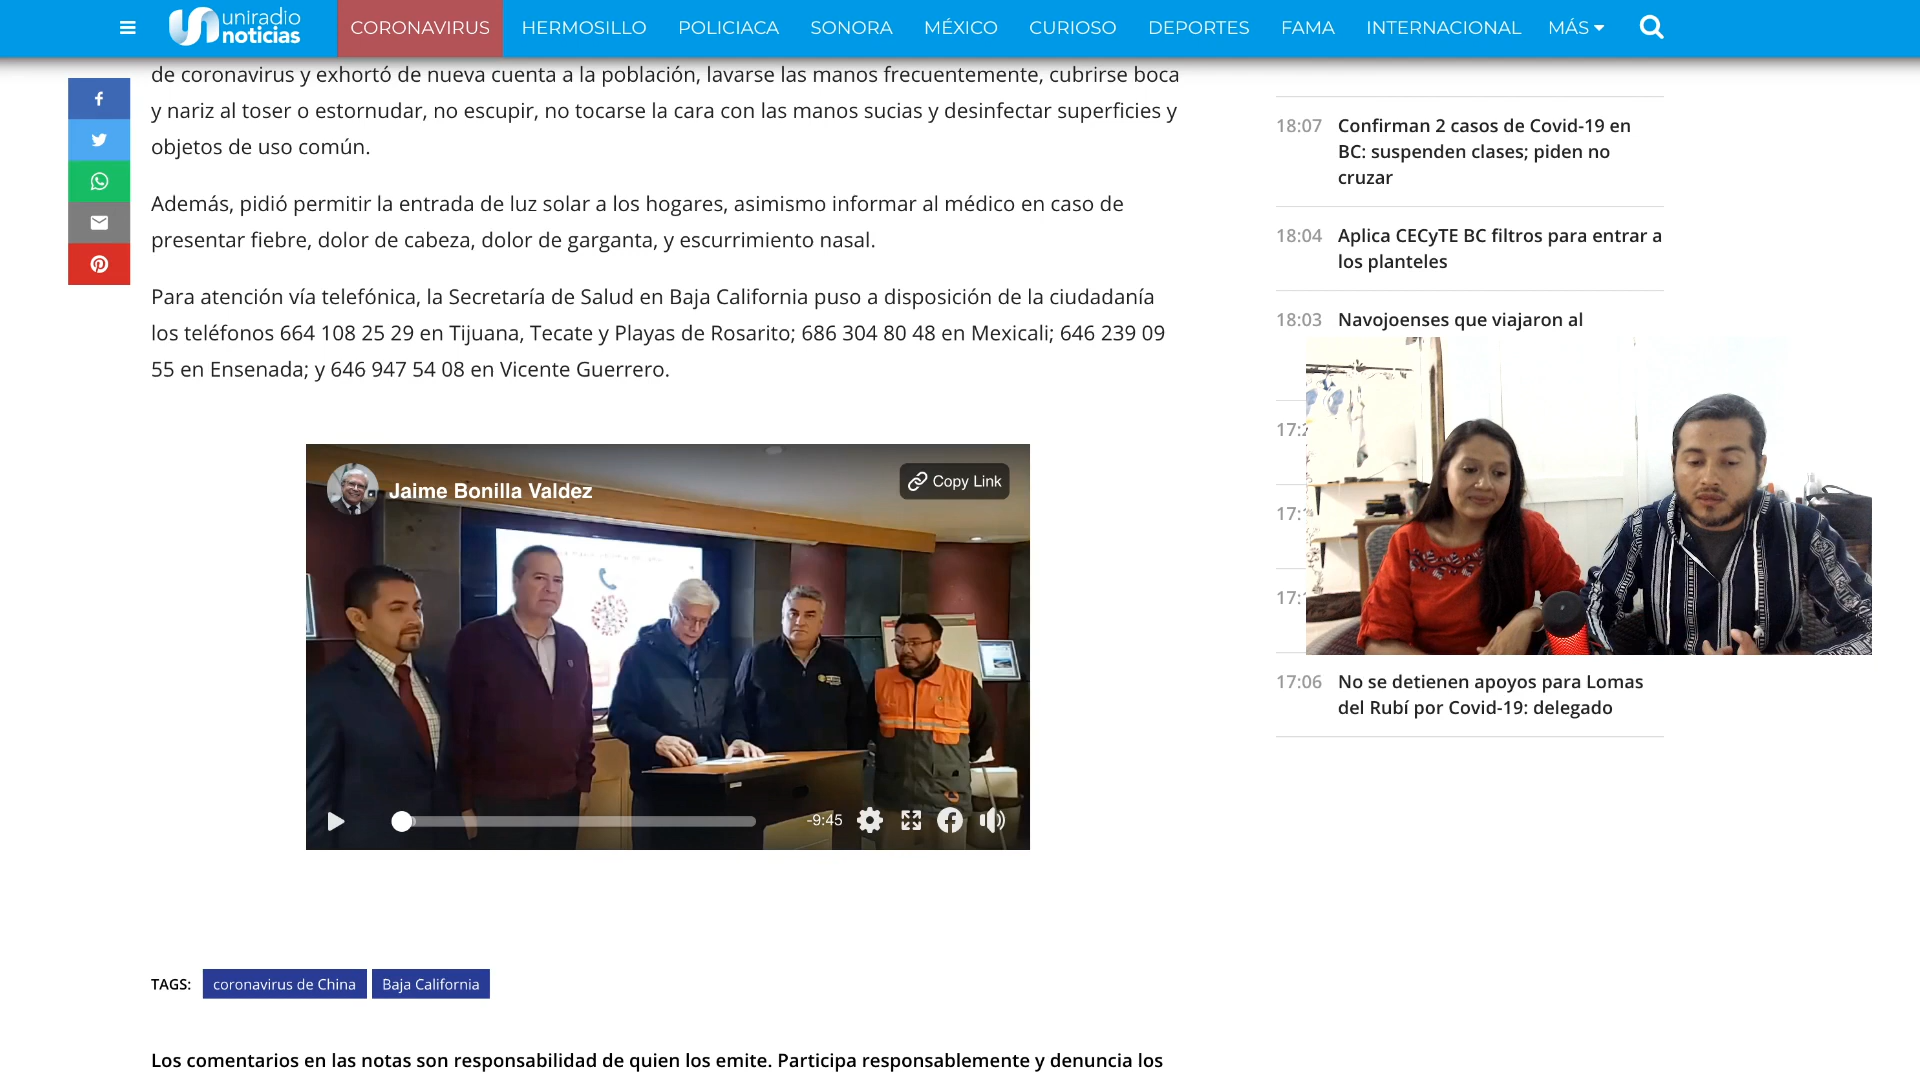 uniradio
noticias
CORONAVIRUS HERMOSILLO POLICIACA SONORA MÉXICO CURIOSO DEPORTES FAMA INTERNACIONAL MÁS
de coronavirus y exhortó de nueva cuenta a la población, lavarse las manos frecuentemente, cubrirse boca
y nariz al toser o estornudar, no escupir, no tocarse la cara con las manos sucias y desinfectar superficies y
objetos de uso común.
Además, pidió permitir la entrada de luz solar a los hogares, asimismo informar al médico en caso de
presentar fiebre, dolor de cabeza, dolor de garganta, y escurrimiento nasal.
Para atención vía telefónica, la Secretaría de Salud en Baja California puso a disposición de la ciudadanía
los teléfonos 664 108 25 29 en Tijuana, Tecate y Playas de Rosarito; 686 304 80 48 en Mexicali; 646 239 09
55 en Ensenada; y 646 947 54 08 en Vicente Guerrero.
Jaime Bonilla Valdez
Copy Link
-9:45
TAGS: coronavirus de China Baja California
Los comentarios en las notas son responsabilidad de quien los emite. Participa responsablemente y denuncia los
18:07 Confirman 2 casos de Covid-19 en
BC: suspenden clases; piden no
cruzar
18:04 Aplica CECyTE BC filtros para entrar a
los planteles
18:03 Navojoenses que viajaron al
17:06 No se detienen apoyos para Lomas
del Rubí por Covid-19: delegado